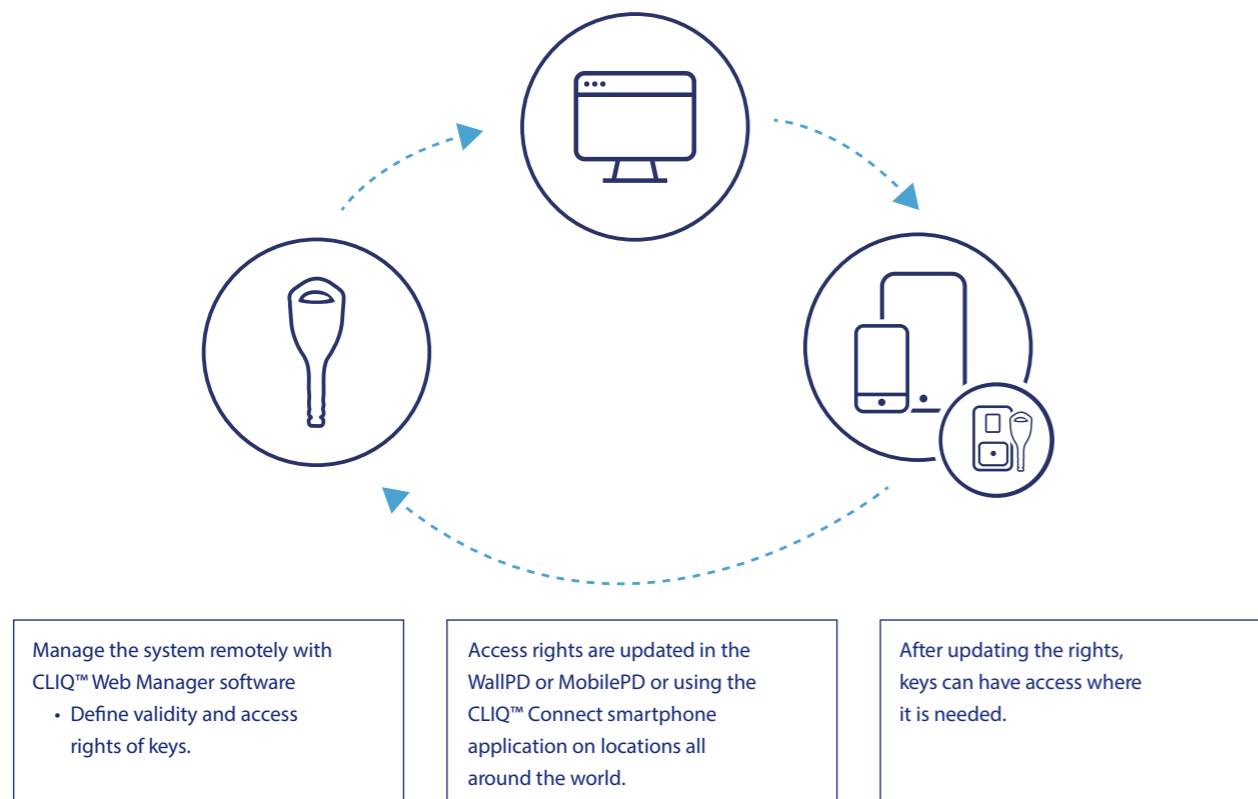 Manage the system remotely with
CLIQ™ Web Manager software
• Define validity and access
rights of keys.
Access rights are updated in the
WallPD or MobilePD or using the
CLIQ™ Connect smartphone
application on locations all
around the world.
After updating the rights,
keys can have access where
it is needed.